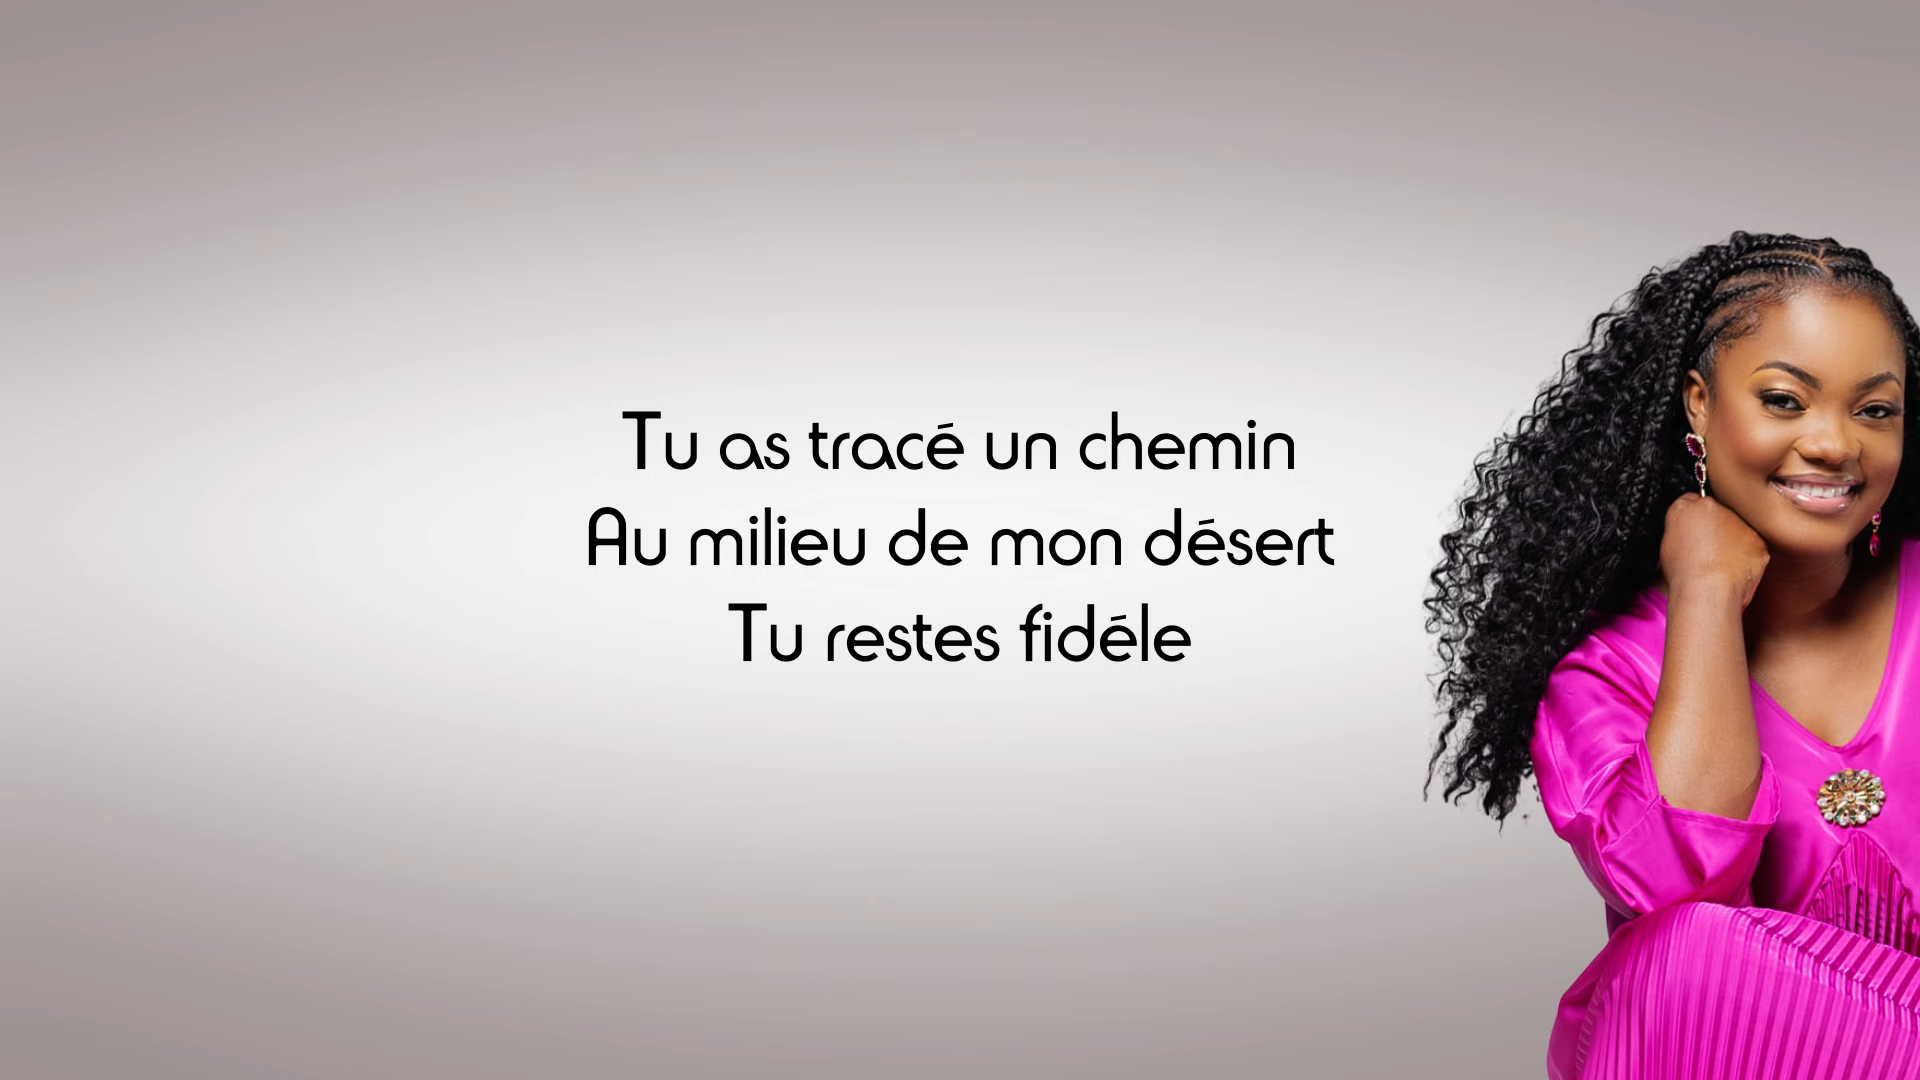 Tu as tracé un chemin
Au milieu de mon désert
Tu restes fidéle